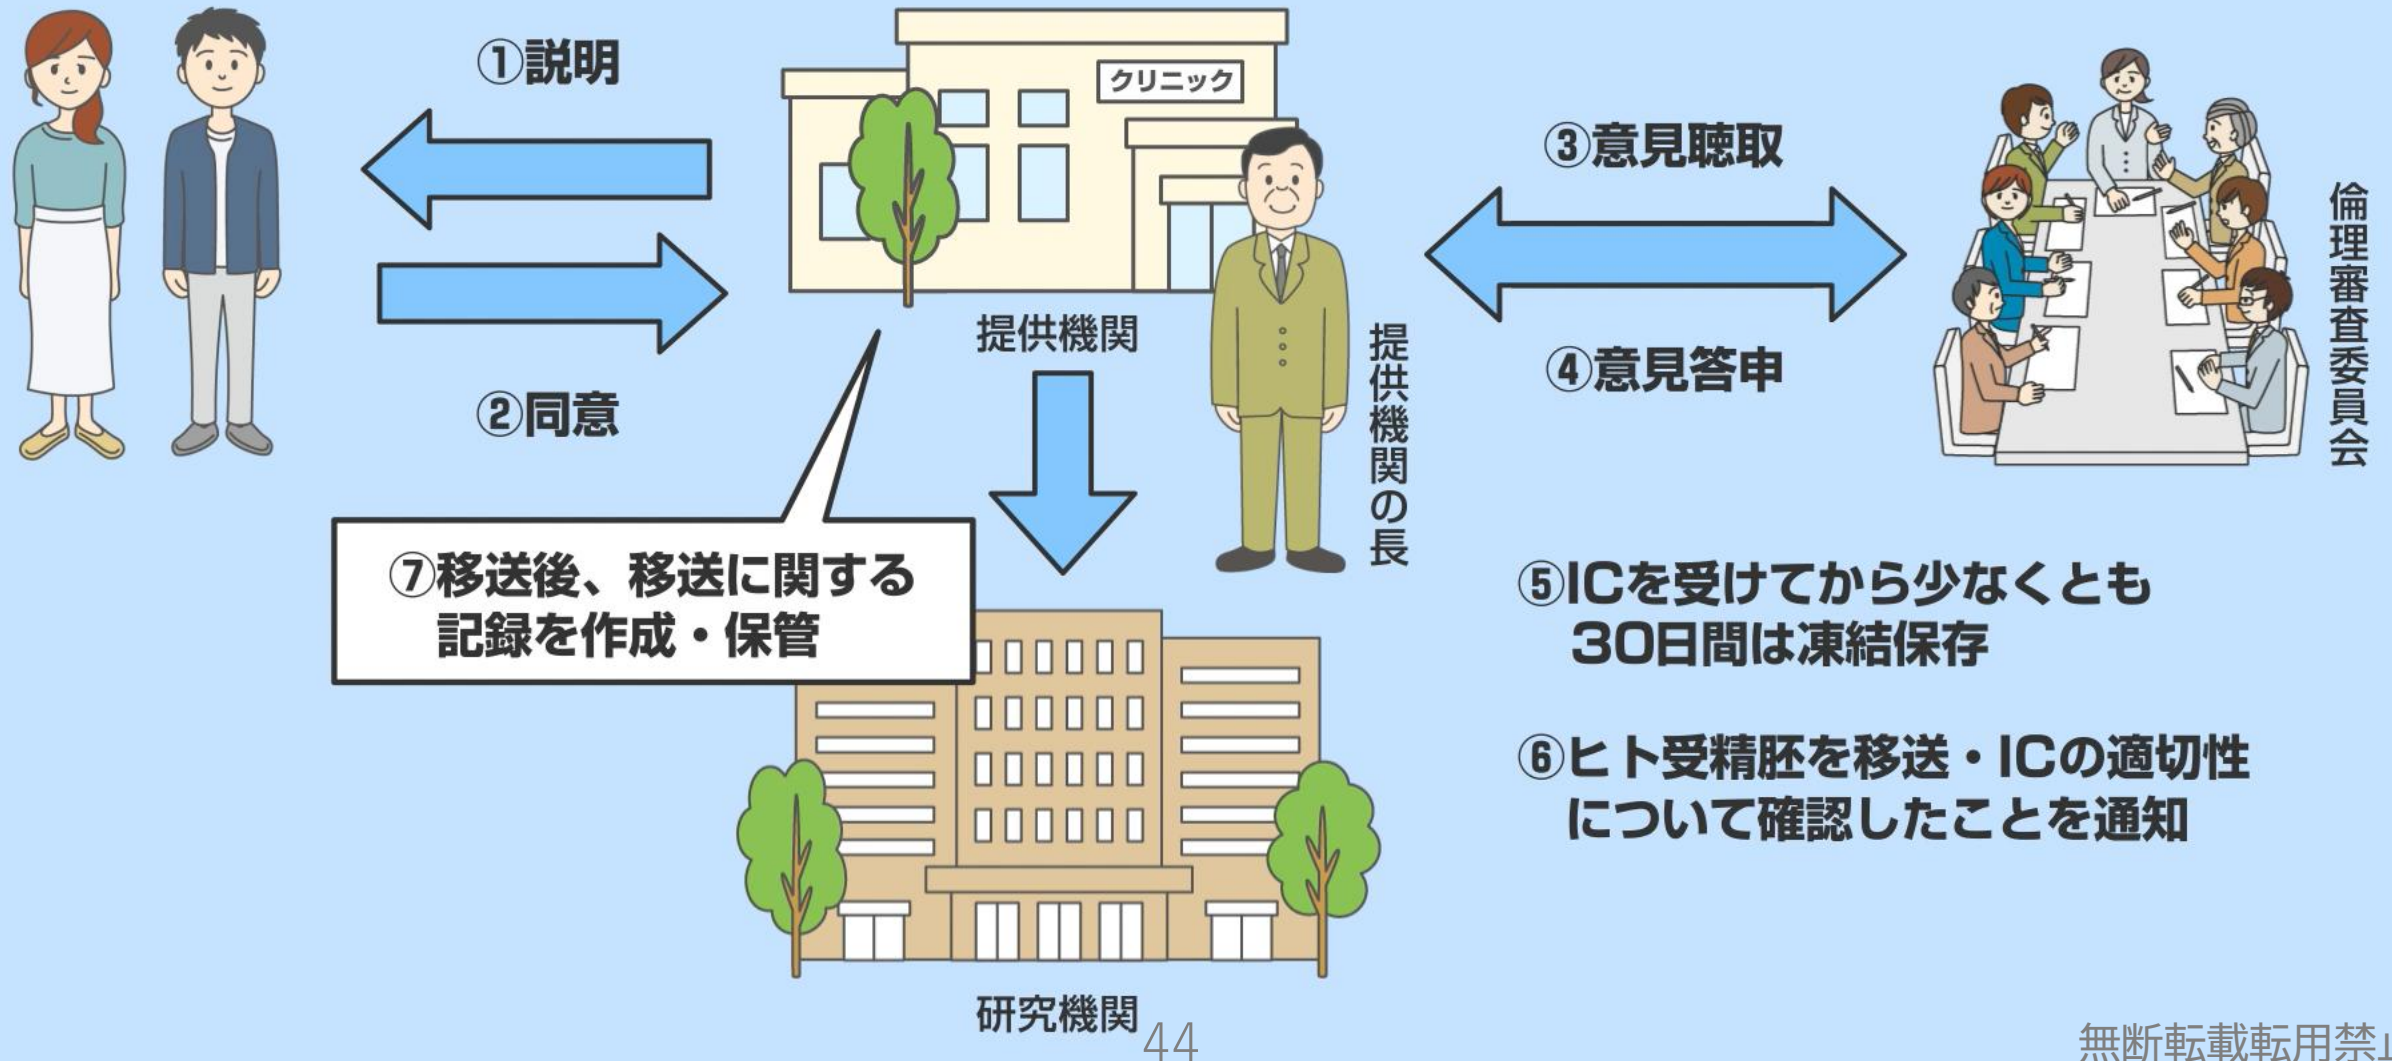 ①説明
クリニック
②同意
提供機関
提供機関の長
③意見聴取
④意見答申
倫理審査委員会
⑤ICを受けてから少なくとも
30日間は凍結保存
⑥ヒト受精胚を移送・ICの適切性
について確認したことを通知
⑦移送後、移送に関する
記録を作成・保管
研究機関
44
無断転載転用禁